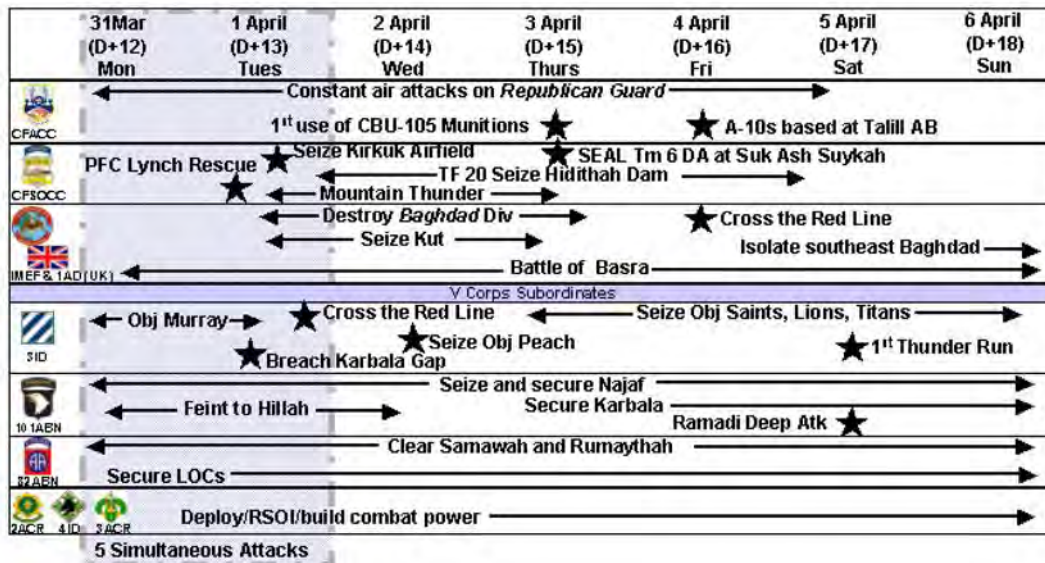 31Mar 1 April 2 April 3 April 4 April 5 April 6 April
(D+12) (D+13) (D+14) (D+15) (D+16) (D+17) (D+18)
Mon Tues Wed Thurs Fri Sat Sun
Constant air attacks on Republican Guard
1st use of CBU-105 Munitions A-10s based at Talill AB
CFACC
PFC Lynch Rescue Seize Kirkuk Airfield SEAL Tm 6 DA at Suk Ash Suykah
TF 20 Seize Hidithah Dam
CFSOCC
Mountain Thunder
Destroy Baghdad Div Cross the Red Line
Seize Kut Isolate southeast Baghdad
IMEF & 1AD(UK) Battle of Basra
V Corps Subordinates
Obj Murray Cross the Red Line Seize Obj Saints, Lions, Titans
Seize Obj Peach 1st Thunder Run
3ID Breach Karbala Gap
Seize and secure Najaf
Feint to Hillah Secure Karbala
101ABN Ramadi Deep Atk
Clear Samawah and Rumaythah
82ABN Secure LOCs
Deploy/RSOI/build combat power
2ACR 4ID 3ACR
5 Simultaneous Attacks